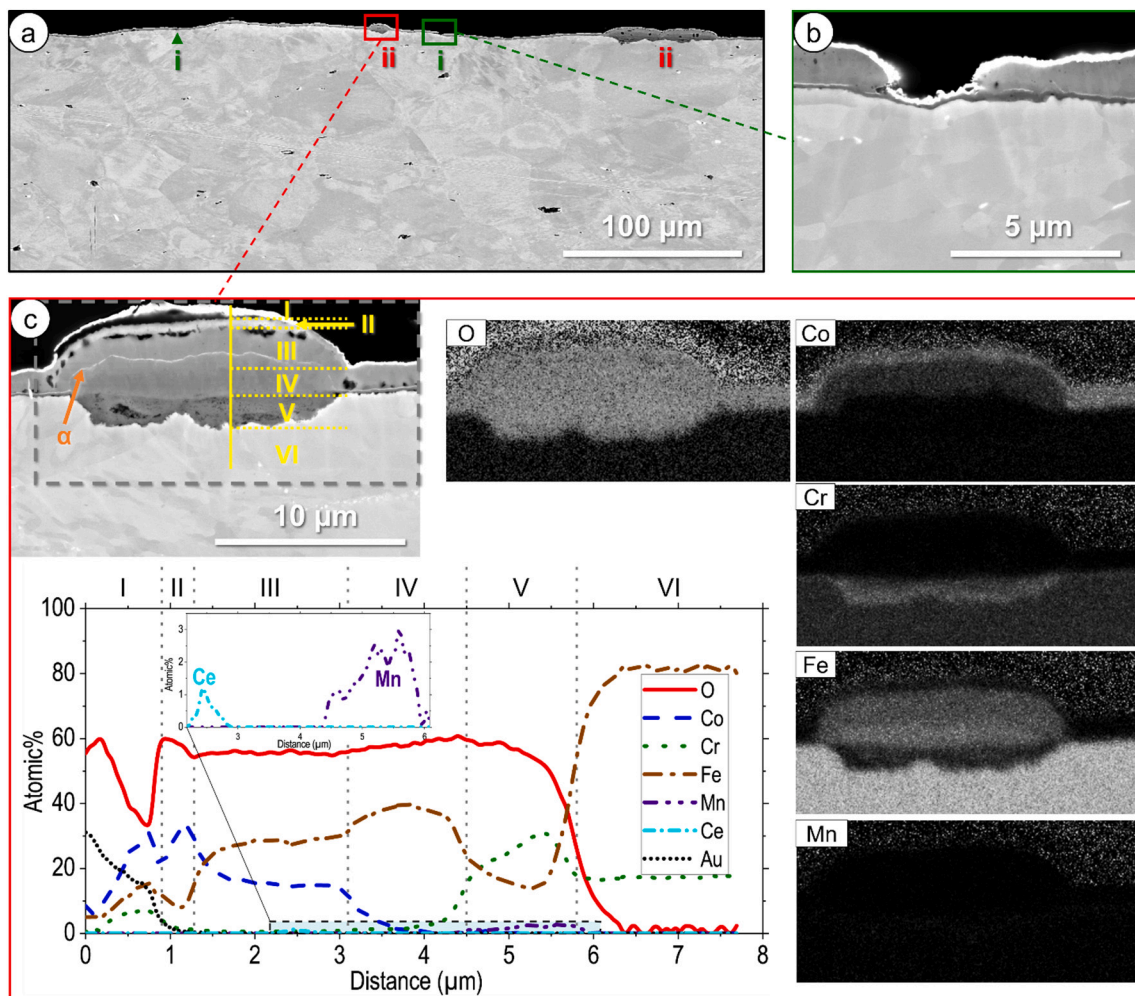 a
i
ii
i
ii
100 µm
b
5 µm
c
I
II
III
IV
V
VI
α
10 µm
O
Co
Cr
Fe
Mn
I II III IV V VI
100
80
60
40
20
0
Atomic%
3
2
1
0
Atomic%
Ce
Mn
3 4 5 6
Distance (µm)
O
Co
Cr
Fe
Mn
Ce
Au
0 1 2 3 4 5 6 7 8
Distance (µm)